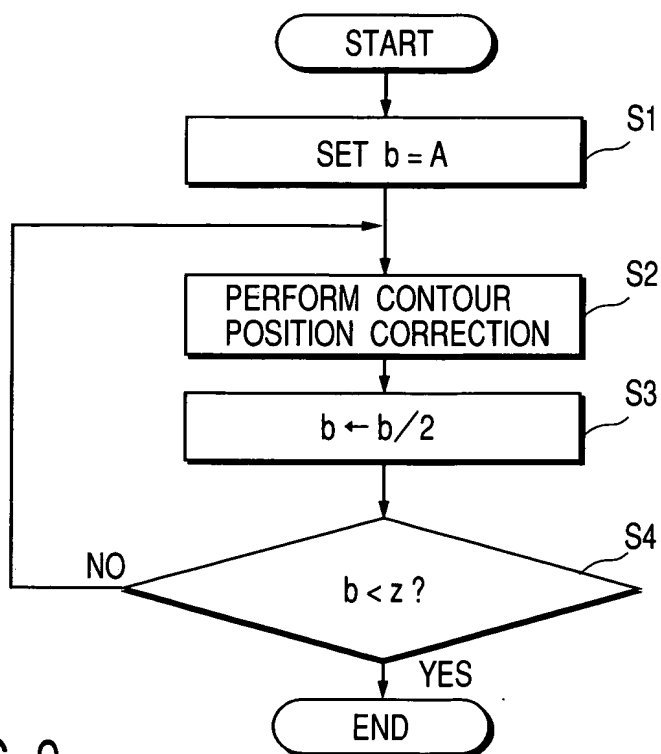 START
SET b = A
S1
PERFORM CONTOUR
POSITION CORRECTION
S2
b ← b/2
S3
b < z ?
S4
NO
YES
END